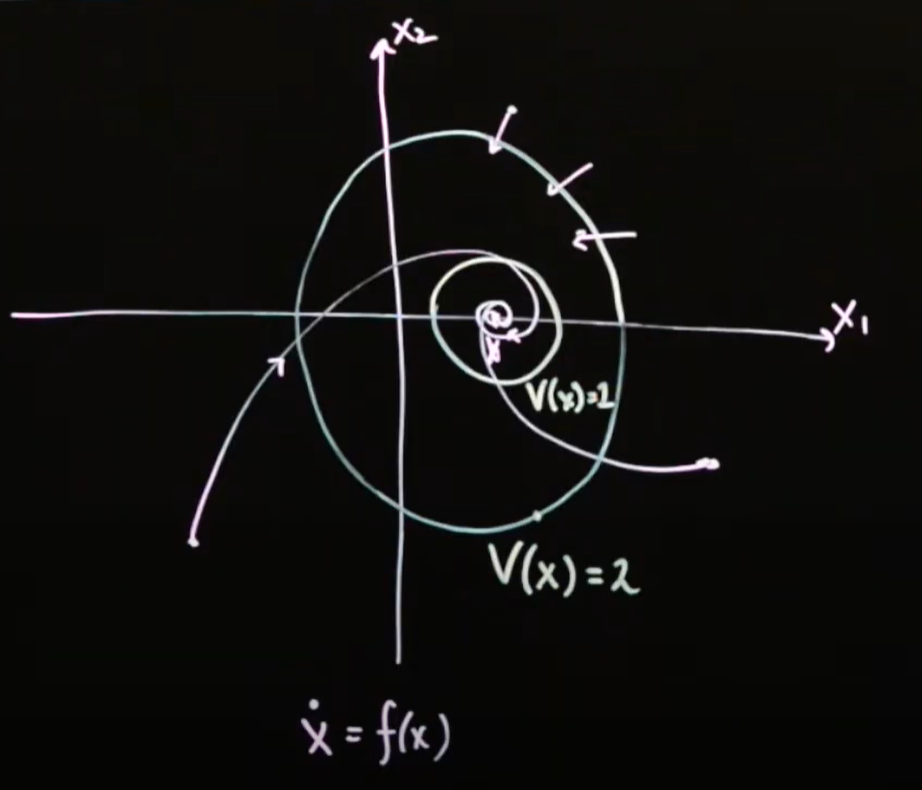 x₂
x₁
V(x)=1
V(x)=2
ẋ = f(x)